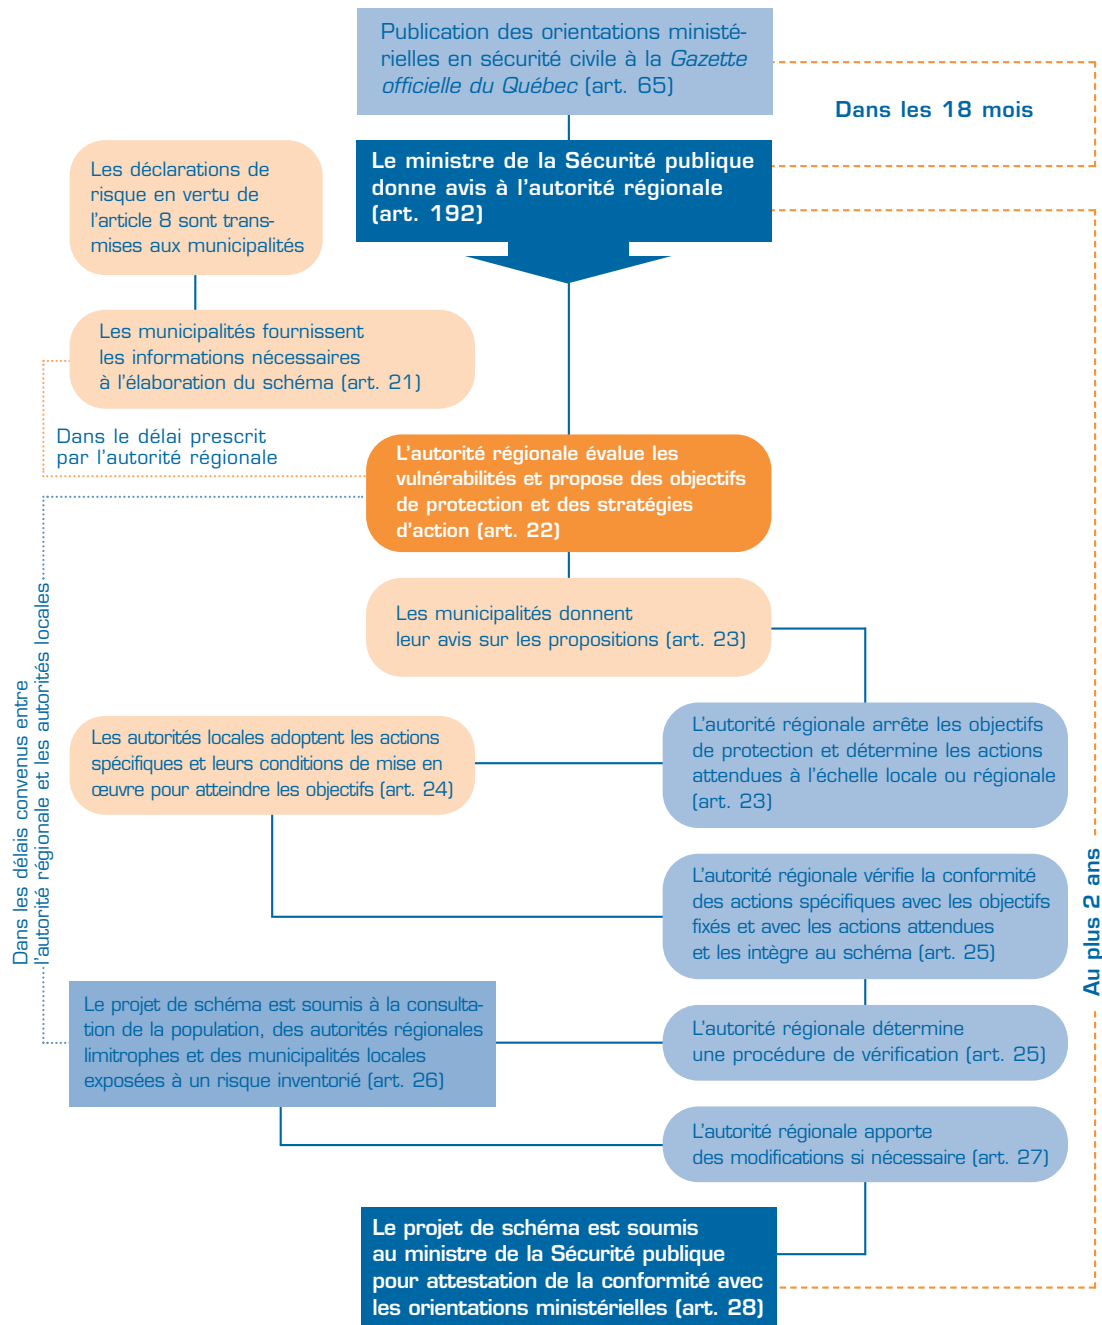 Publication des orientations ministé-
rielles en sécurité civile à la Gazette
officielle du Québec (art. 65)
Dans les 18 mois
Le ministre de la Sécurité publique
donne avis à l'autorité régionale
(art. 192)
Les déclarations de
risque en vertu de
l'article 8 sont trans-
mises aux municipalités
Les municipalités fournissent
les informations nécessaires
à l'élaboration du schéma (art. 21)
Dans le délai prescrit
par l'autorité régionale
L'autorité régionale évalue les
vulnérabilités et propose des objectifs
de protection et des stratégies
d'action (art. 22)
Les municipalités donnent
leur avis sur les propositions (art. 23)
L'autorité régionale arrête les objectifs
de protection et détermine les actions
attendues à l'échelle locale ou régionale
(art. 23)
Les autorités locales adoptent les actions
spécifiques et leurs conditions de mise en
œuvre pour atteindre les objectifs (art. 24)
L'autorité régionale vérifie la conformité
des actions spécifiques avec les objectifs
fixés et avec les actions attendues
et les intègre au schéma (art. 25)
L'autorité régionale détermine
une procédure de vérification (art. 25)
Le projet de schéma est soumis à la consulta-
tion de la population, des autorités régionales
limitrophes et des municipalités locales
exposées à un risque inventorié (art. 26)
L'autorité régionale apporte
des modifications si nécessaire (art. 27)
Le projet de schéma est soumis
au ministre de la Sécurité publique
pour attestation de la conformité avec
les orientations ministérielles (art. 28)
Dans les délais convenus entre
l'autorité régionale et les autorités locales
Au plus 2 ans